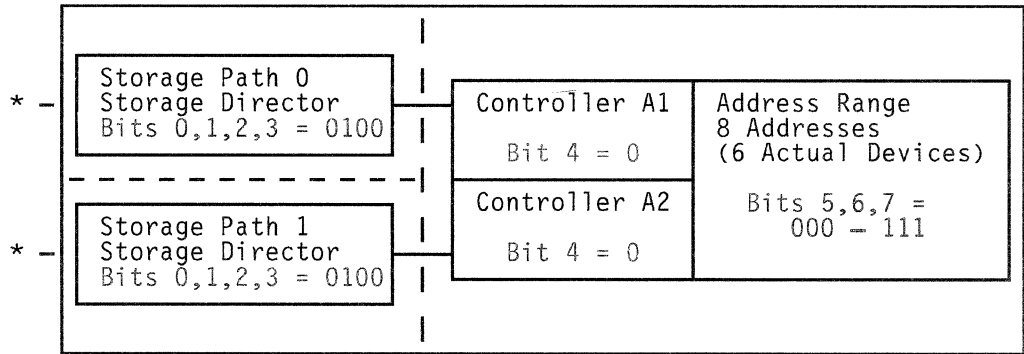 Storage Path 0
Storage Director
Bits 0,1,2,3 = 0100
* –
Controller A1
Bit 4 = 0
Address Range
8 Addresses
(6 Actual Devices)
Bits 5,6,7 =
000 – 111
Controller A2
Bit 4 = 0
Storage Path 1
Storage Director
Bits 0,1,2,3 = 0100
* –